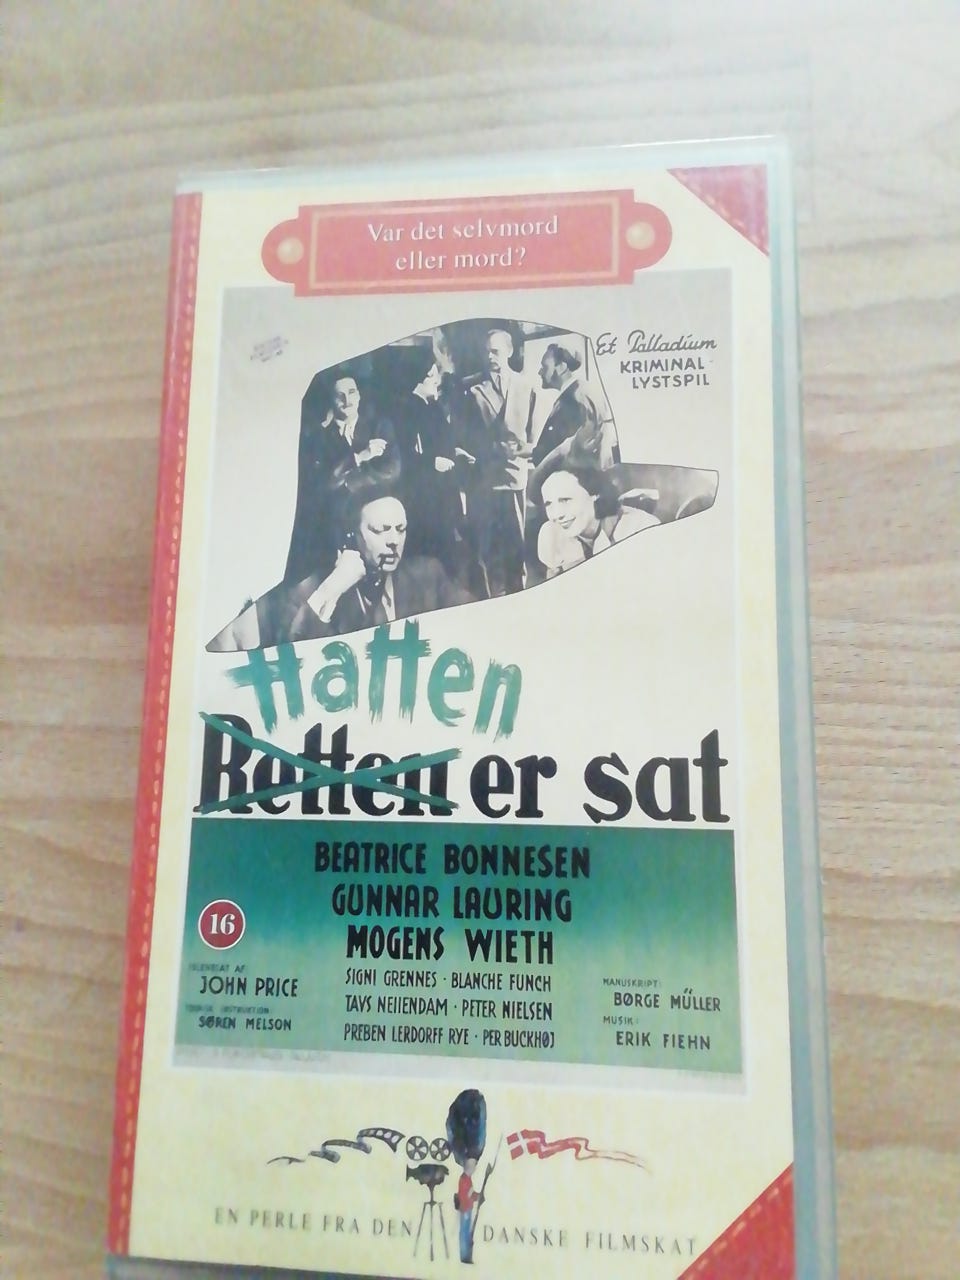 Var det selvmord
eller mord?
Et Palladium
KRIMINAL-
LYSTSPIL
Hatten
Retten er sat
BEATRICE BONNESEN
GUNNAR LAURING
MOGENS WIETH
16
ISCENESAT AF
JOHN PRICE
SØREN MELSON
SIGNI GRENNES · BLANCHE FUNCH
TAVS NEIIENDAM · PETER NIELSEN
PREBEN LERDORFF RYE · PER BUCKHØJ
MANUSKRIPT:
BØRGE MÜLLER
MUSIK:
ERIK FIEHN
EN PERLE FRA DEN DANSKE FILMSKAT